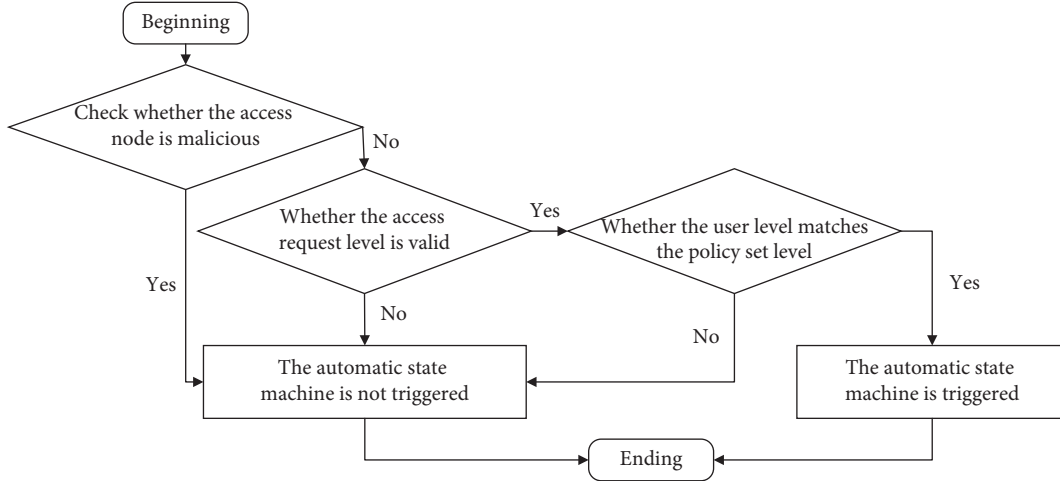 Beginning
Check whether the access
node is malicious
No
Whether the access
request level is valid
Yes
Whether the user level matches
the policy set level
Yes
No
No
Yes
The automatic state
machine is not triggered
The automatic state
machine is triggered
Ending